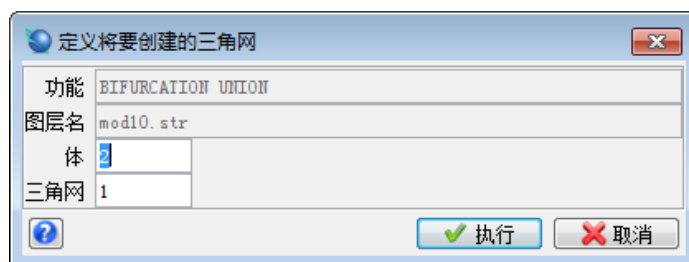 定义将要创建的三角网
功能 BIFURCATION UNION
图层名 mod10.str
体 2
三角网 1
执行 取消